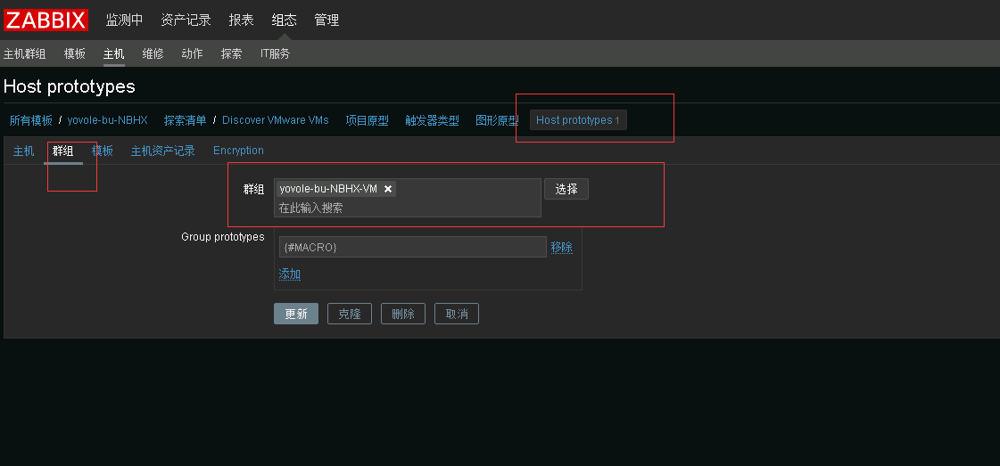 ZABBIX 监测中 资产记录 报表 组态 管理
主机群组 模板 主机 维修 动作 探索 IT服务
Host prototypes
所有模板 / yovole-bu-NBHX 探索清单 / Discover VMware VMs 项目原型 触发器类型 图形原型 Host prototypes 1
主机 群组 模板 主机资产记录 Encryption
群组 yovole-bu-NBHX-VM ✖ 选择
在此输入搜索
Group prototypes
{#MACRO} 移除
添加
更新 克隆 删除 取消